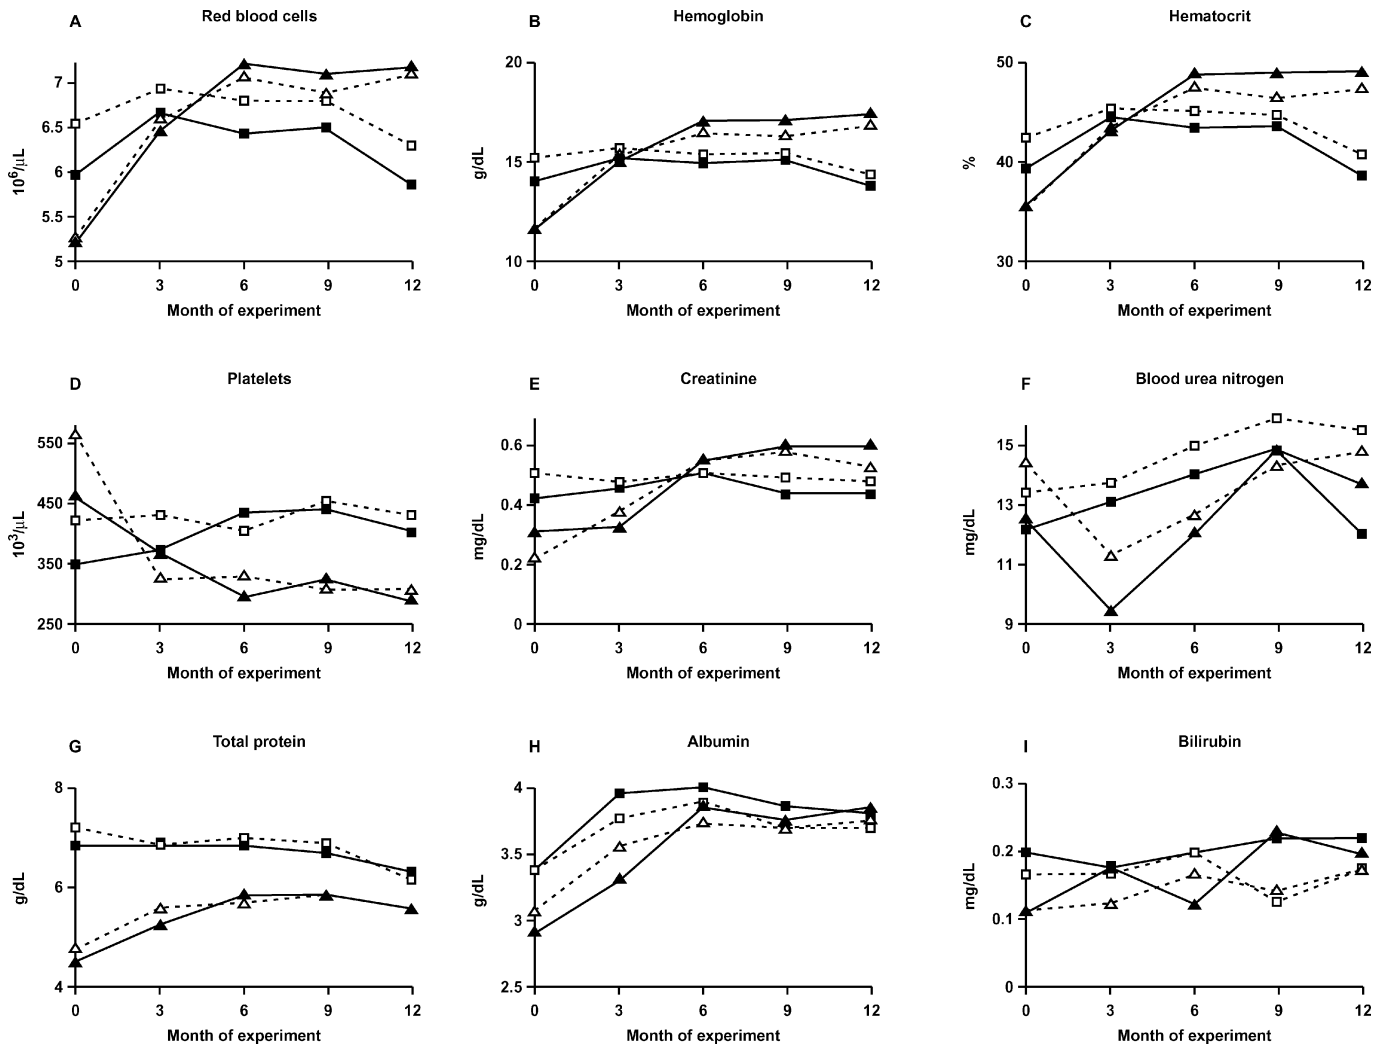 A Red blood cells
B Hemoglobin
C Hematocrit
7
6.5
6
5.5
5
10⁶/µL
0 3 6 9 12
Month of experiment
20
15
10
g/dL
0 3 6 9 12
Month of experiment
50
40
30
%
0 3 6 9 12
Month of experiment
D Platelets
E Creatinine
F Blood urea nitrogen
550
450
350
250
10³/µL
0 3 6 9 12
Month of experiment
0.6
0.4
0.2
0
mg/dL
0 3 6 9 12
Month of experiment
15
13
11
9
mg/dL
0 3 6 9 12
Month of experiment
G Total protein
H Albumin
I Bilirubin
8
6
4
g/dL
0 3 6 9 12
Month of experiment
4
3.5
3
2.5
g/dL
0 3 6 9 12
Month of experiment
0.3
0.2
0.1
0
mg/dL
0 3 6 9 12
Month of experiment